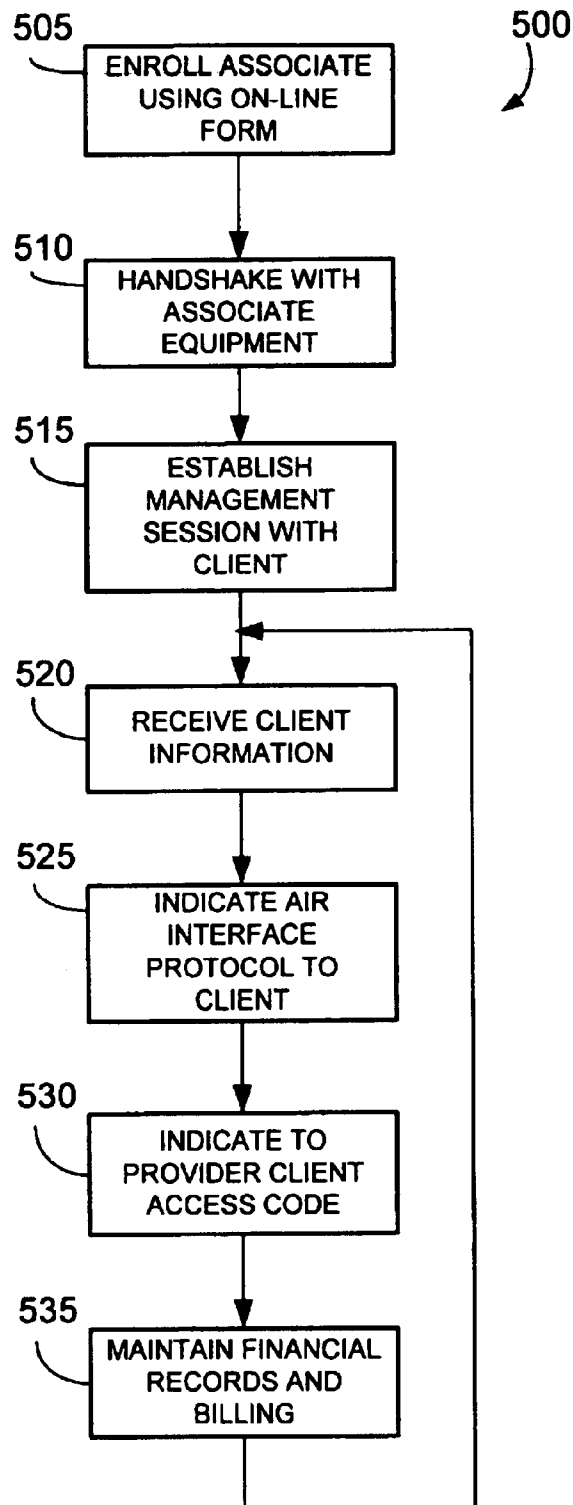 505
500
ENROLL ASSOCIATE
USING ON-LINE
FORM
510
HANDSHAKE WITH
ASSOCIATE
EQUIPMENT
515
ESTABLISH
MANAGEMENT
SESSION WITH
CLIENT
520
RECEIVE CLIENT
INFORMATION
525
INDICATE AIR
INTERFACE
PROTOCOL TO
CLIENT
530
INDICATE TO
PROVIDER CLIENT
ACCESS CODE
535
MAINTAIN FINANCIAL
RECORDS AND
BILLING